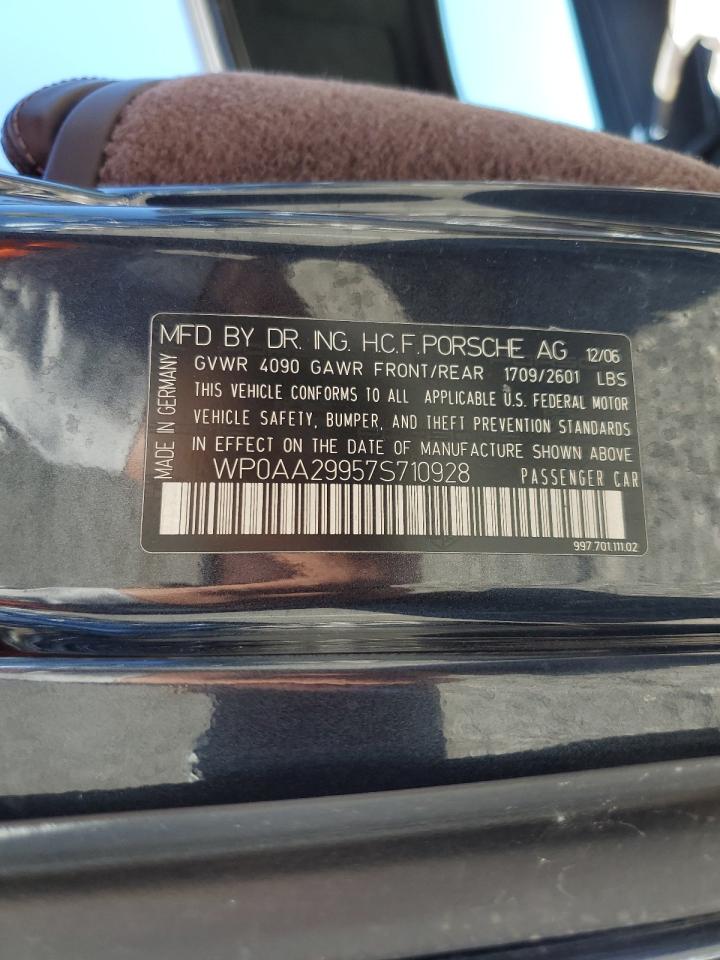 MFD BY DR. ING. H.C.F. PORSCHE AG 12/06
GVWR 4090 GAWR FRONT/REAR 1709/2601 LBS
THIS VEHICLE CONFORMS TO ALL APPLICABLE U.S. FEDERAL MOTOR
VEHICLE SAFETY, BUMPER, AND THEFT PREVENTION STANDARDS
IN EFFECT ON THE DATE OF MANUFACTURE SHOWN ABOVE
WP0AA29957S710928 PASSENGER CAR
997.701.111.02
MADE IN GERMANY